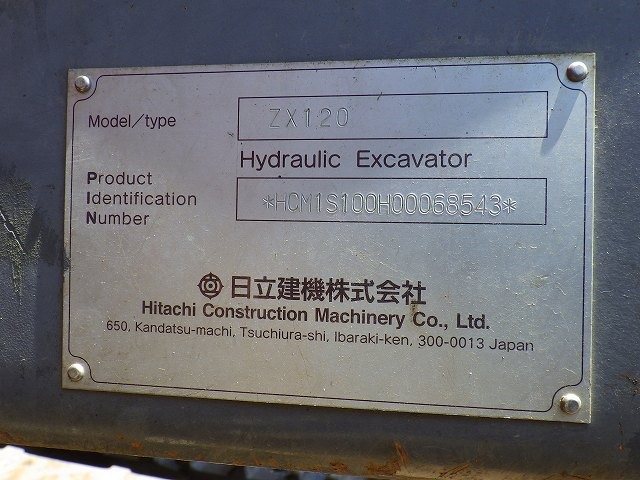 Model/type ZX120
Hydraulic Excavator
Product
Identification
Number
*HCM1S100H00068543*
日立建機株式会社
Hitachi Construction Machinery Co., Ltd.
650, Kandatsu-machi, Tsuchiura-shi, Ibaraki-ken, 300-0013 Japan